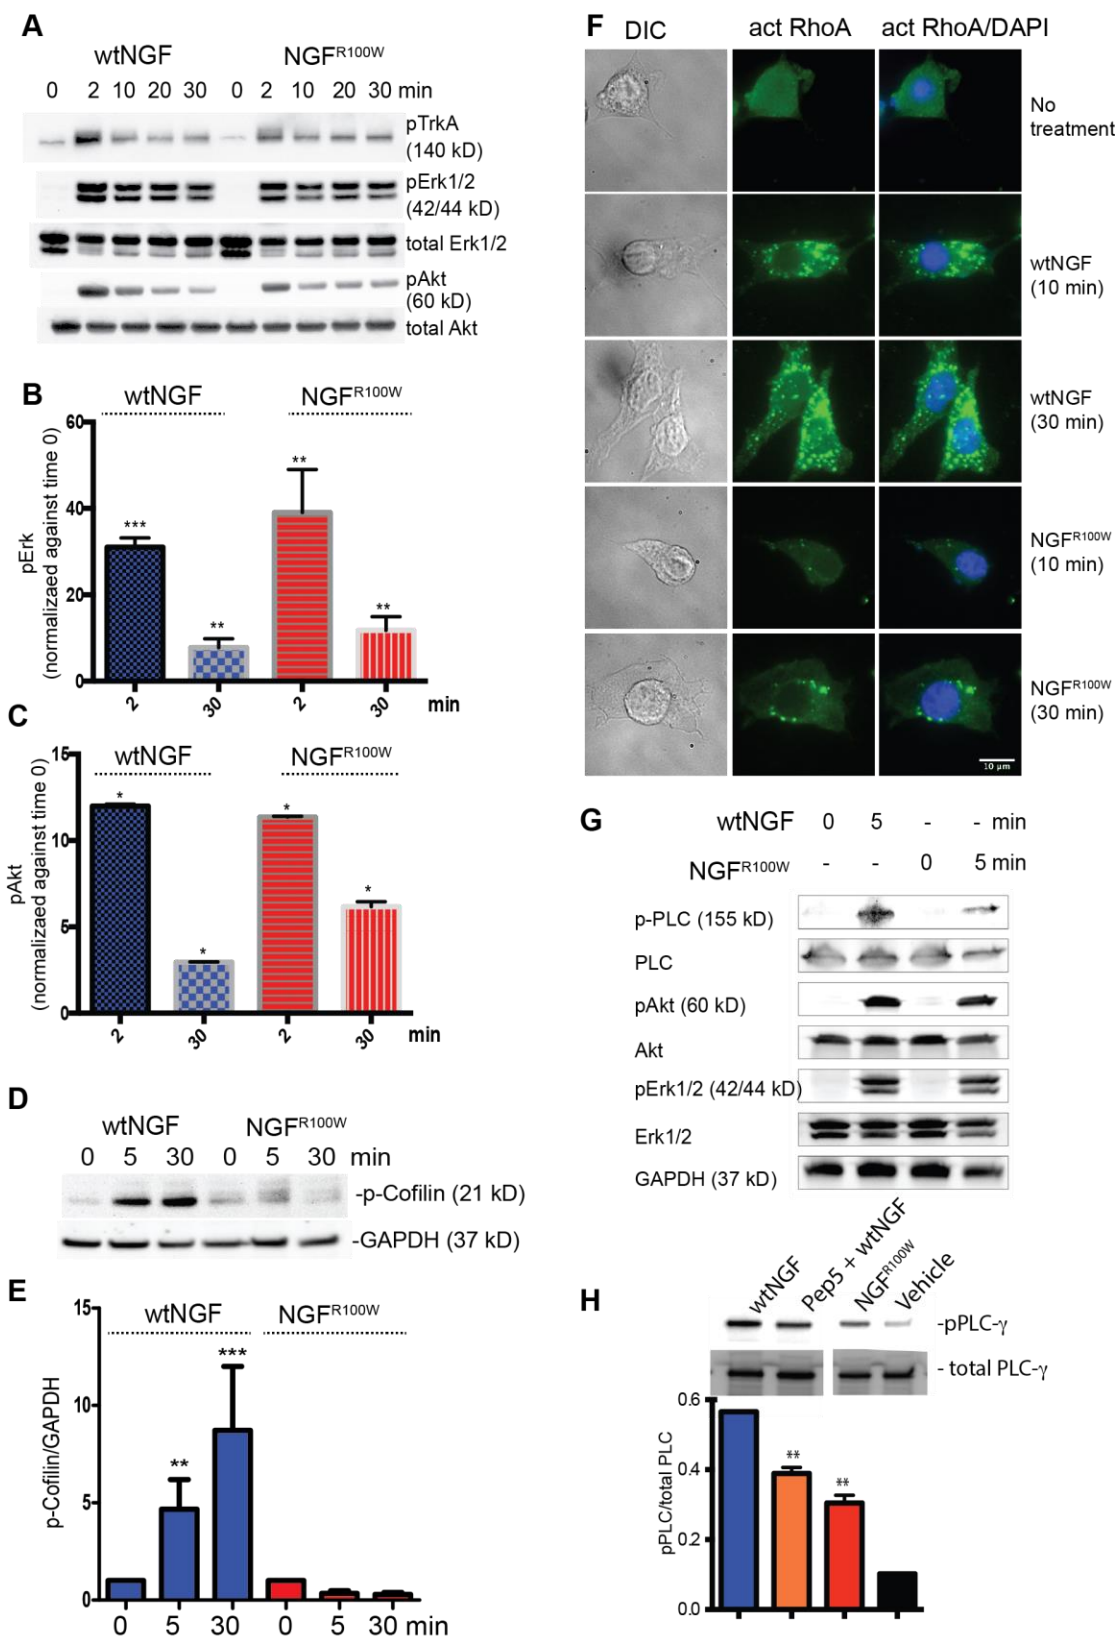 A
wtNGF NGFR100W
0 2 10 20 30 0 2 10 20 30 min
pTrkA
(140 kD)
pErk1/2
(42/44 kD)
total Erk1/2
pAkt
(60 kD)
total Akt
B
wtNGF NGFR100W
pErk
(normalizaed against time 0)
60
40
20
0
*** ** ** **
2 30 2 30 min
C
wtNGF NGFR100W
pAkt
(normalizaed against time 0)
15
10
5
0
* * * *
2 30 2 30 min
D
wtNGF NGFR100W
0 5 30 0 5 30 min
-p-Cofilin (21 kD)
-GAPDH (37 kD)
E
wtNGF NGFR100W
p-Cofilin/GAPDH
15
10
5
0
** ***
0 5 30 0 5 30 min
F
DIC act RhoA act RhoA/DAPI
No
treatment
wtNGF
(10 min)
wtNGF
(30 min)
NGFR100W
(10 min)
NGFR100W
(30 min)
10 μm
G
wtNGF 0 5 - - min
NGFR100W - - 0 5 min
p-PLC (155 kD)
PLC
pAkt (60 kD)
Akt
pErk1/2 (42/44 kD)
Erk1/2
GAPDH (37 kD)
H
wtNGF
Pep5 + wtNGF
NGFR100W
Vehicle
-pPLC-γ
- total PLC-γ
pPLC/total PLC
0.6
0.4
0.2
0.0
** **